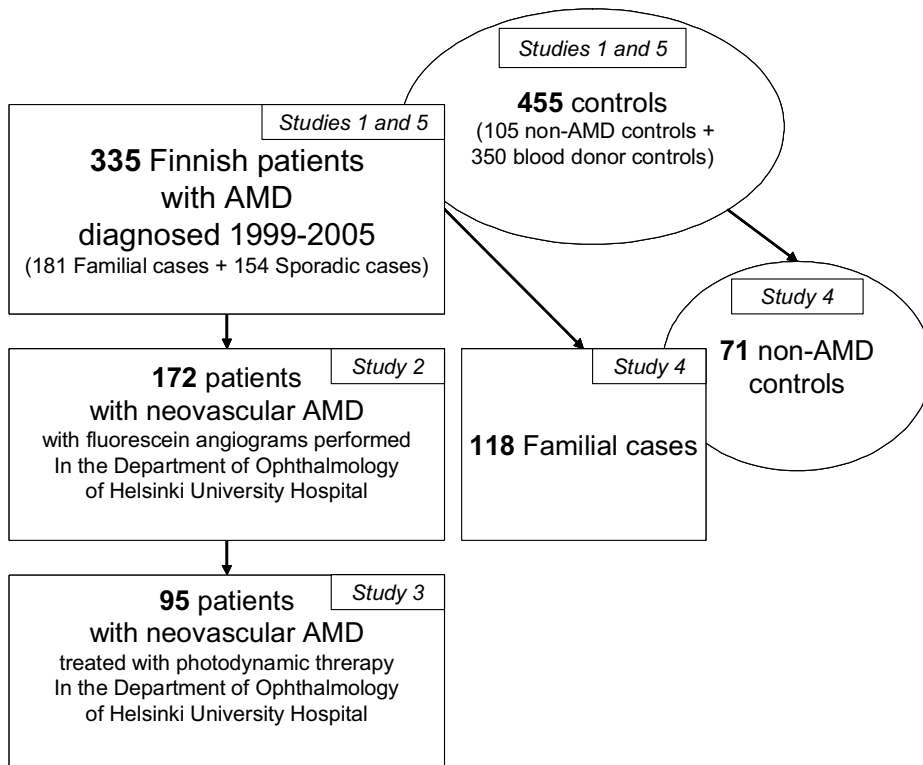 Studies 1 and 5
455 controls
(105 non-AMD controls +
350 blood donor controls)
Studies 1 and 5
335 Finnish patients
with AMD
diagnosed 1999-2005
(181 Familial cases + 154 Sporadic cases)
Study 4
71 non-AMD
controls
Study 2
172 patients
with neovascular AMD
with fluorescein angiograms performed
In the Department of Ophthalmology
of Helsinki University Hospital
Study 4
118 Familial cases
Study 3
95 patients
with neovascular AMD
treated with photodynamic threrapy
In the Department of Ophthalmology
of Helsinki University Hospital